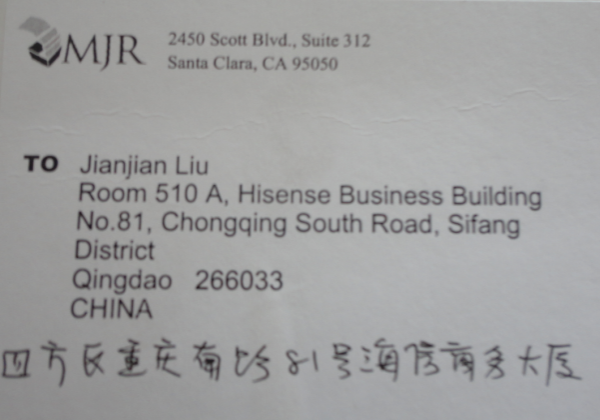 MJR
2450 Scott Blvd., Suite 312
Santa Clara, CA 95050
TO Jianjian Liu
Room 510 A, Hisense Business Building
No.81, Chongqing South Road, Sifang
District
Qingdao 266033
CHINA
四方区重庆南路81号海信商务大厦